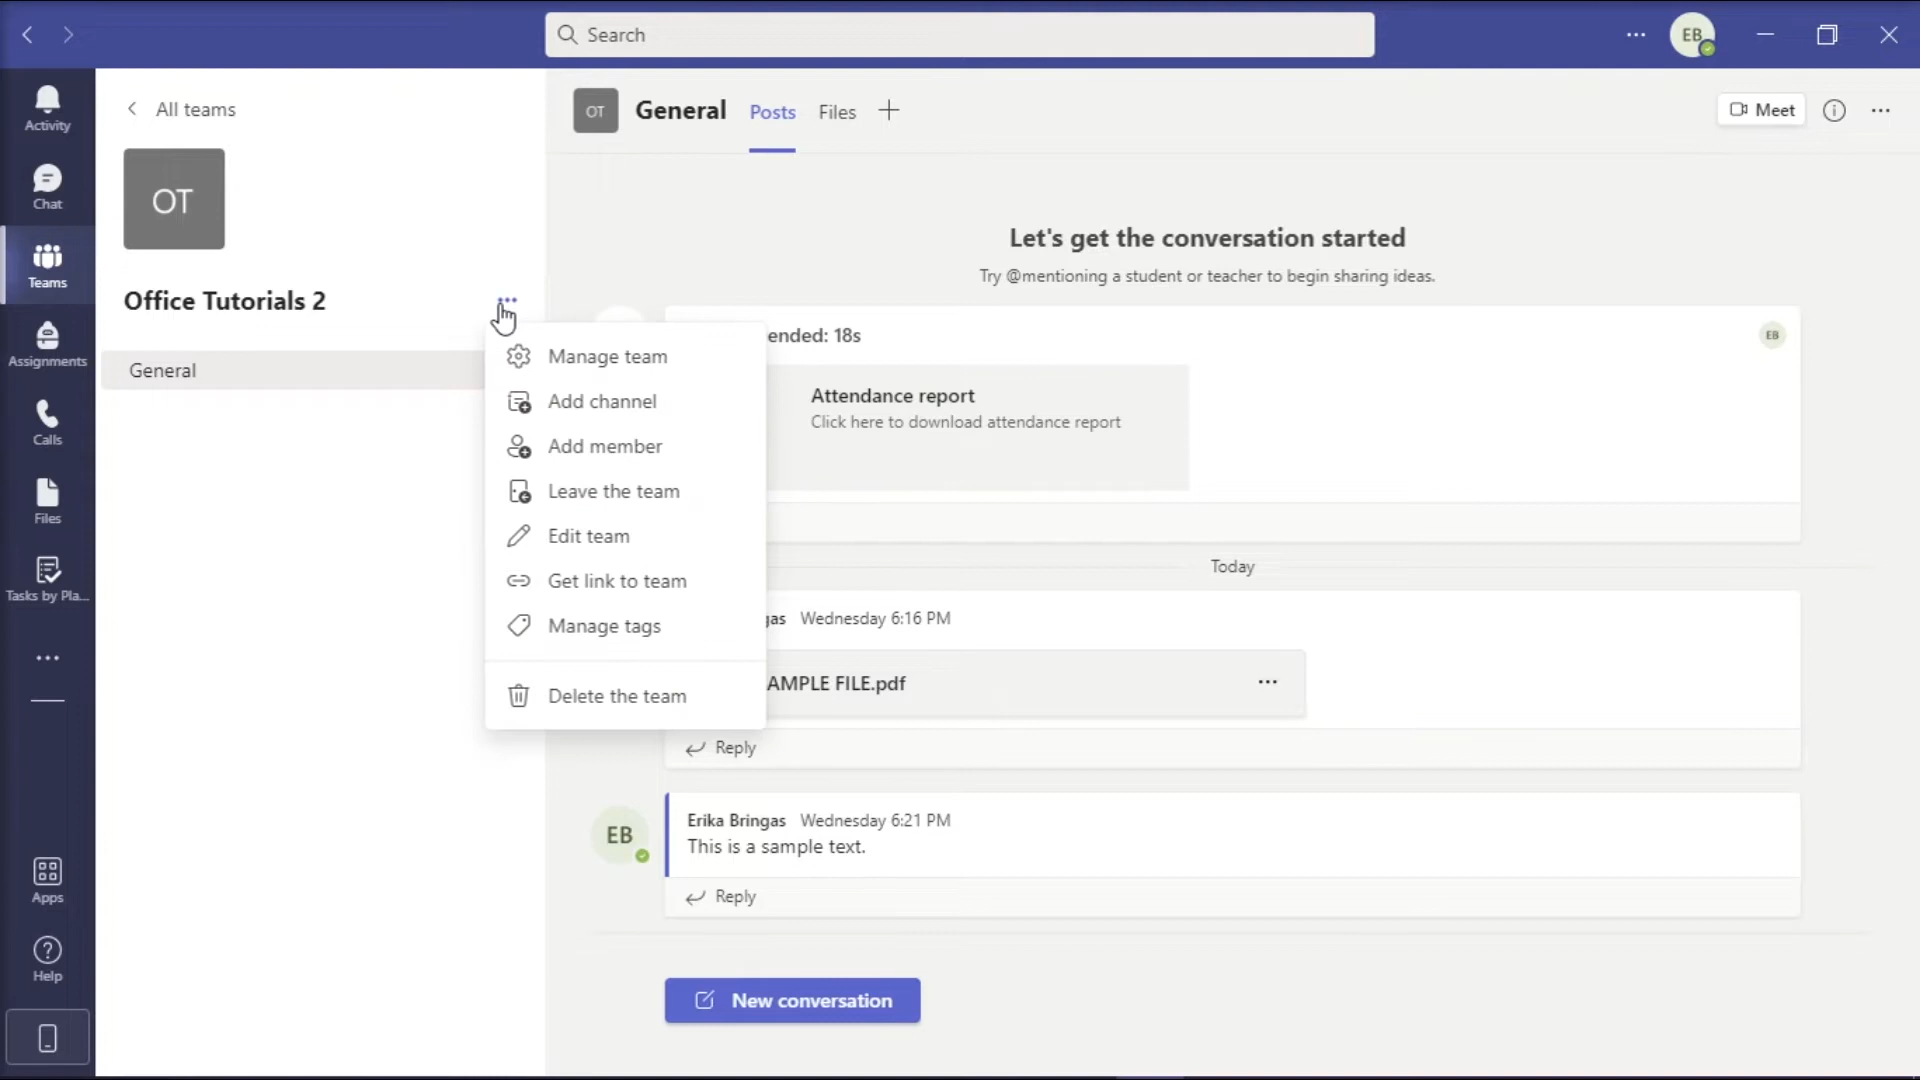 Search
EB
Activity
Chat
Teams
Assignments
Calls
Files
Tasks by Pla...
Apps
Help
All teams
OT
Office Tutorials 2
General
Manage team
Add channel
Add member
Leave the team
Edit team
Get link to team
Manage tags
Delete the team
OT
General
Posts
Files
Meet
Let's get the conversation started
Try @mentioning a student or teacher to begin sharing ideas.
ended: 18s
EB
Attendance report
Click here to download attendance report
Today
gas Wednesday 6:16 PM
AMPLE FILE.pdf
Reply
EB
Erika Bringas Wednesday 6:21 PM
This is a sample text.
Reply
New conversation